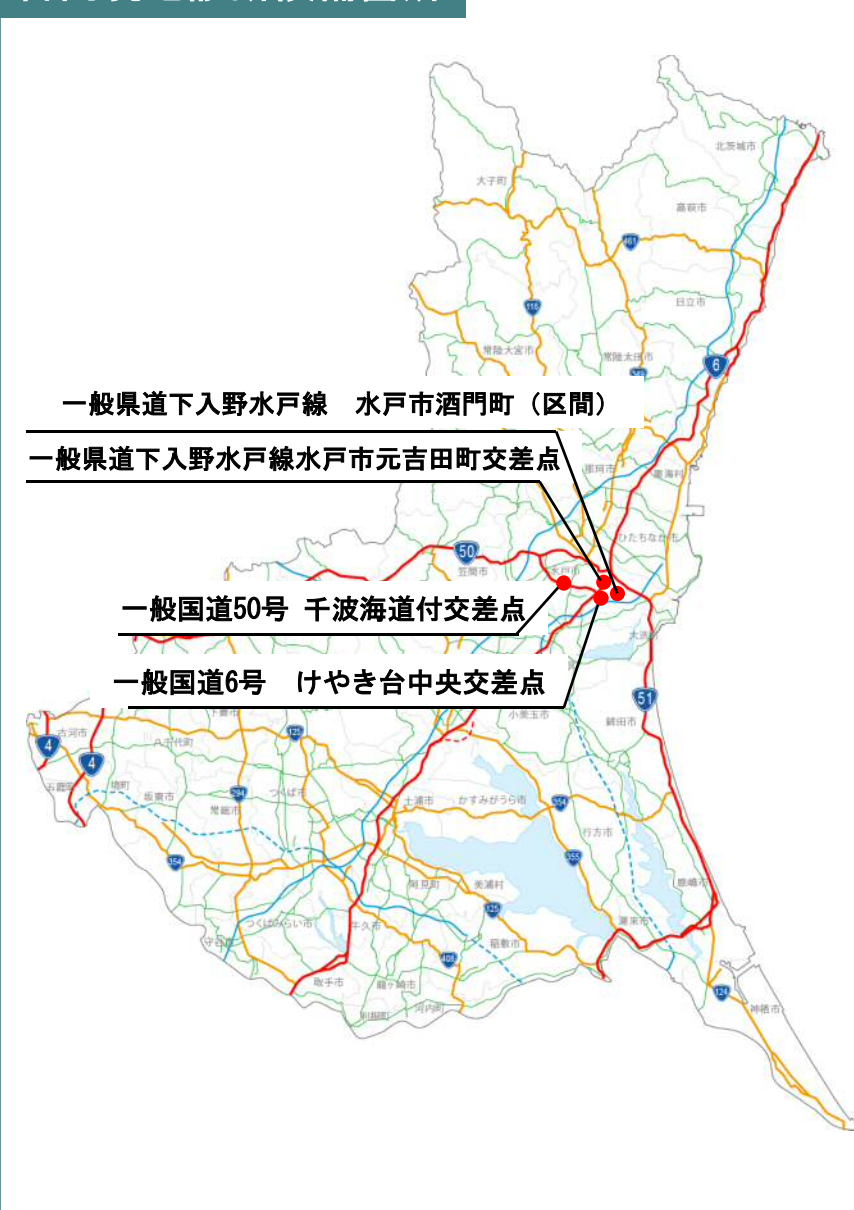 北茨城市
大子町
高萩市
461
118
日立市
常陸大宮市
常陸太田市
6
一般県道下入野水戸線 水戸市酒門町（区間）
一般県道下入野水戸線水戸市元吉田町交差点
那珂市
東海村
ひたちなか市
50
笠間市
水戸市
一般国道50号 千波海道付交差点
一般国道6号 けやき台中央交差点
51
小美玉市
鉾田市
古河市
125
八千代町
4
4
五霞町
境町
坂東市
294
つくば市
常総市
土浦市
かすみがうら市
354
行方市
354
355
阿見町
美浦村
鹿嶋市
125
つくばみらい市
牛久市
潮来市
守谷市
稲敷市
408
取手市
龍ヶ崎市
河内町
利根町
124
神栖市